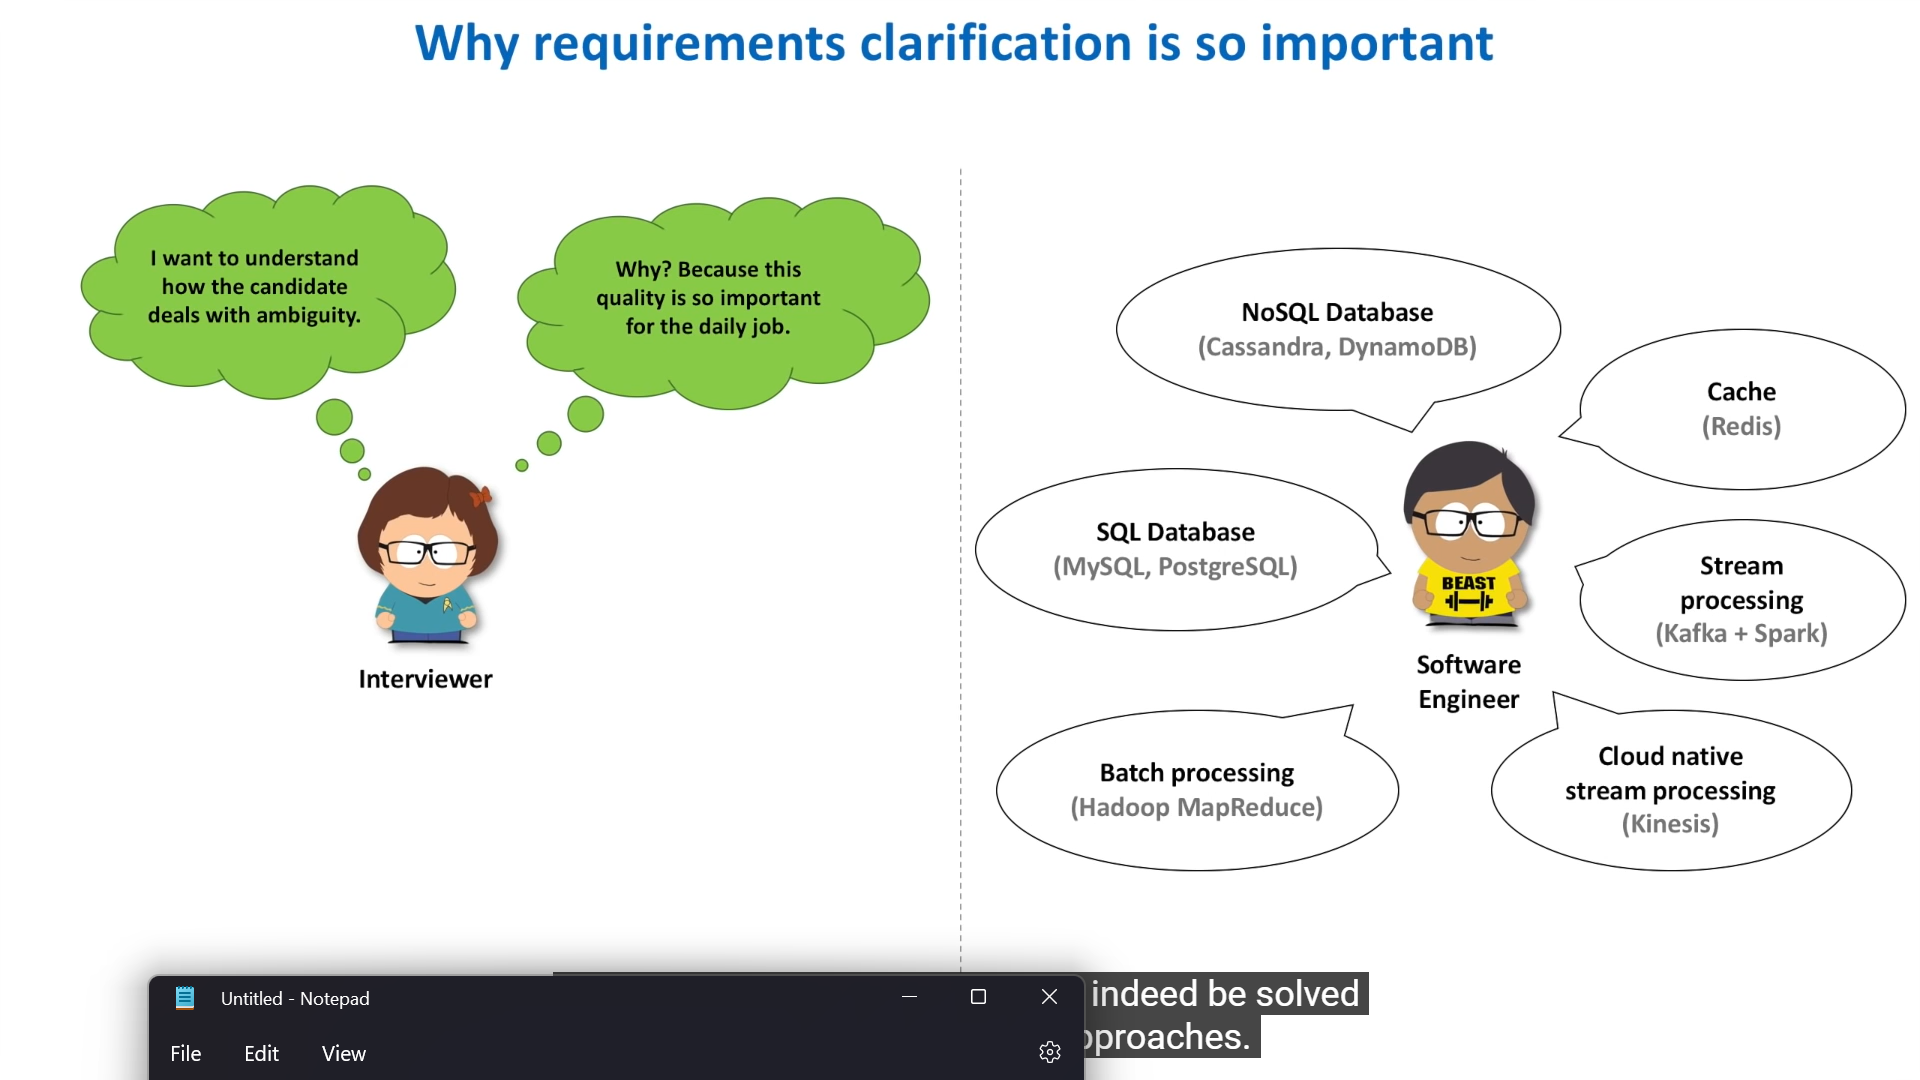 Why requirements clarification is so important
I want to understand
how the candidate
deals with ambiguity.
Why? Because this
quality is so important
for the daily job.
Interviewer
NoSQL Database
(Cassandra, DynamoDB)
Cache
(Redis)
SQL Database
(MySQL, PostgreSQL)
BEAST
Stream
processing
(Kafka + Spark)
Software
Engineer
Batch processing
(Hadoop MapReduce)
Cloud native
stream processing
(Kinesis)
indeed be solved
Untitled - Notepad
File Edit View